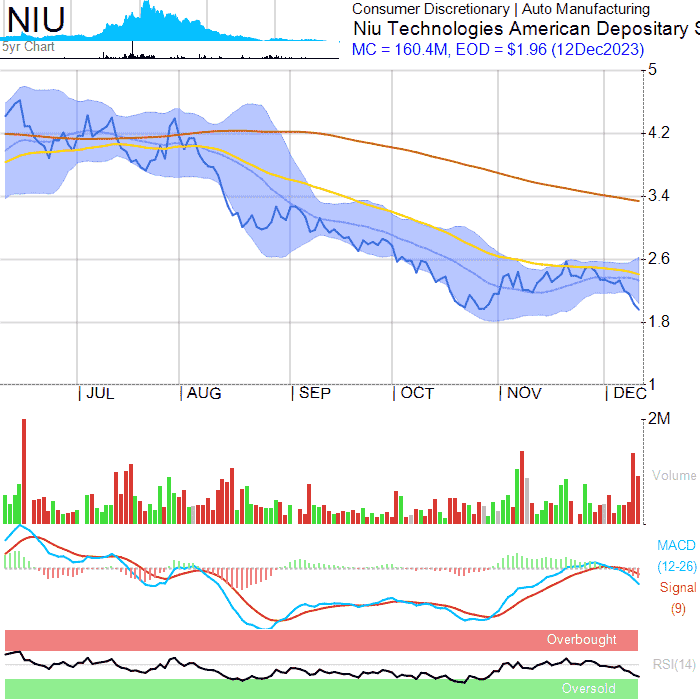 NIU
Consumer Discretionary | Auto Manufacturing
Niu Technologies American Depositary S
MC = 160.4M, EOD = $1.96 (12Dec2023)
5yr Chart
5
4.2
3.4
2.6
1.8
1
| JUL | AUG | SEP | OCT | NOV | DEC
2M
Volume
MACD
(12-26)
Signal
(9)
Overbought
RSI(14)
Oversold